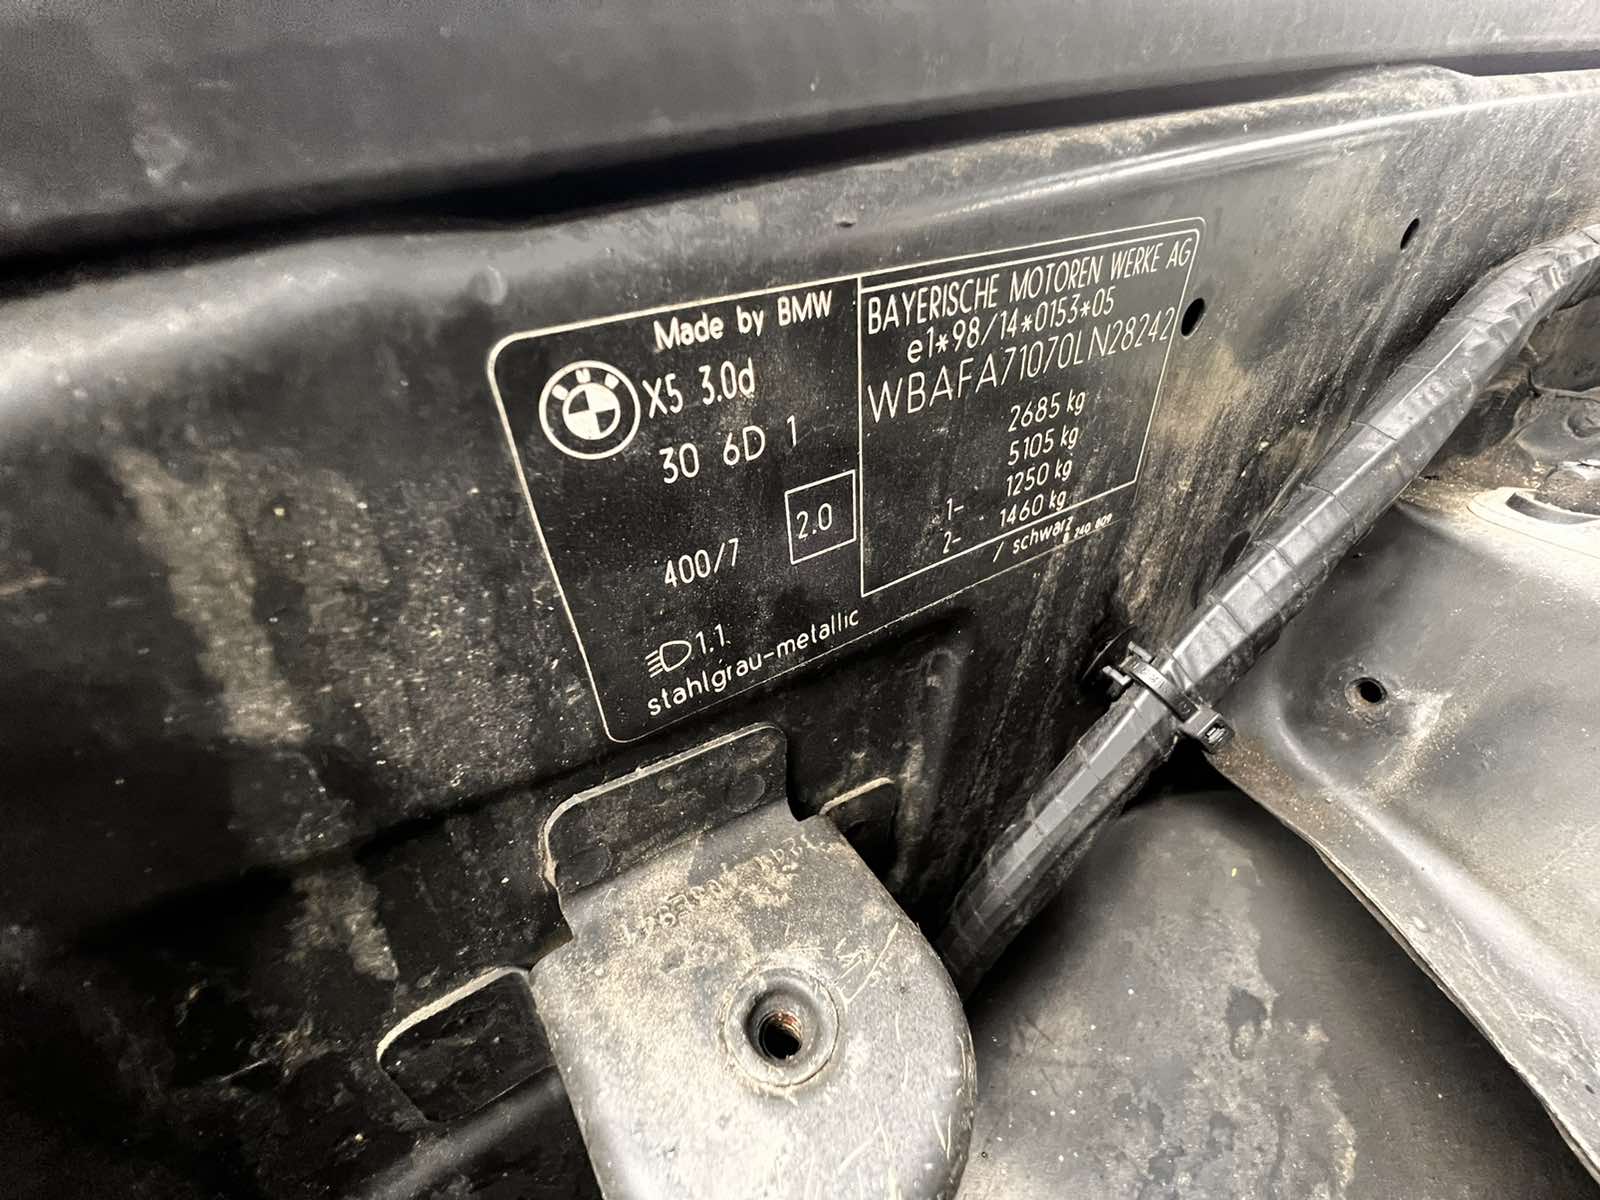 Made by BMW
BMW
X5 3.0d
30 6D 1
400/7
2.0
1.1.
stahlgrau-metallic
/ schwarz
BAYERISCHE MOTOREN WERKE AG
e1*98/14*0153*05
WBAFA71070LN28242
2685 kg
5105 kg
1- 1250 kg
2- 1460 kg